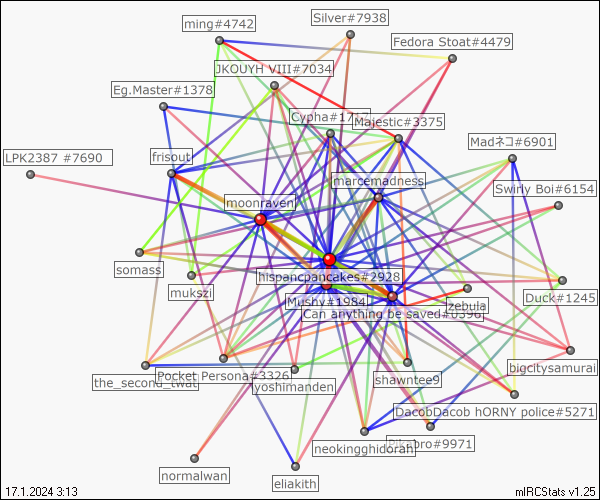 Silver#7938
ming#4742
Fedora Stoat#4479
JKOUYH VIII#7034
Eg.Master#1378
Cypha#17
Majestic#3375
Madネコ#6901
LPK2387 #7690
frisout
marcemadness
Swirly Boi#6154
moonraven
somass
hispancpancakes#2928
mukszi
Mushy#1984
Duck#1245
Can anything be saved#0396
zebula
bigcitysamurai
the_second_twat
Pocket Persona#3326
shawntee9
yoshimanden
DacobDacob hORNY police#5271
neokingghidorah
#9971
normalwan
eliakith
17.1.2024 3:13
mIRCStats v1.25